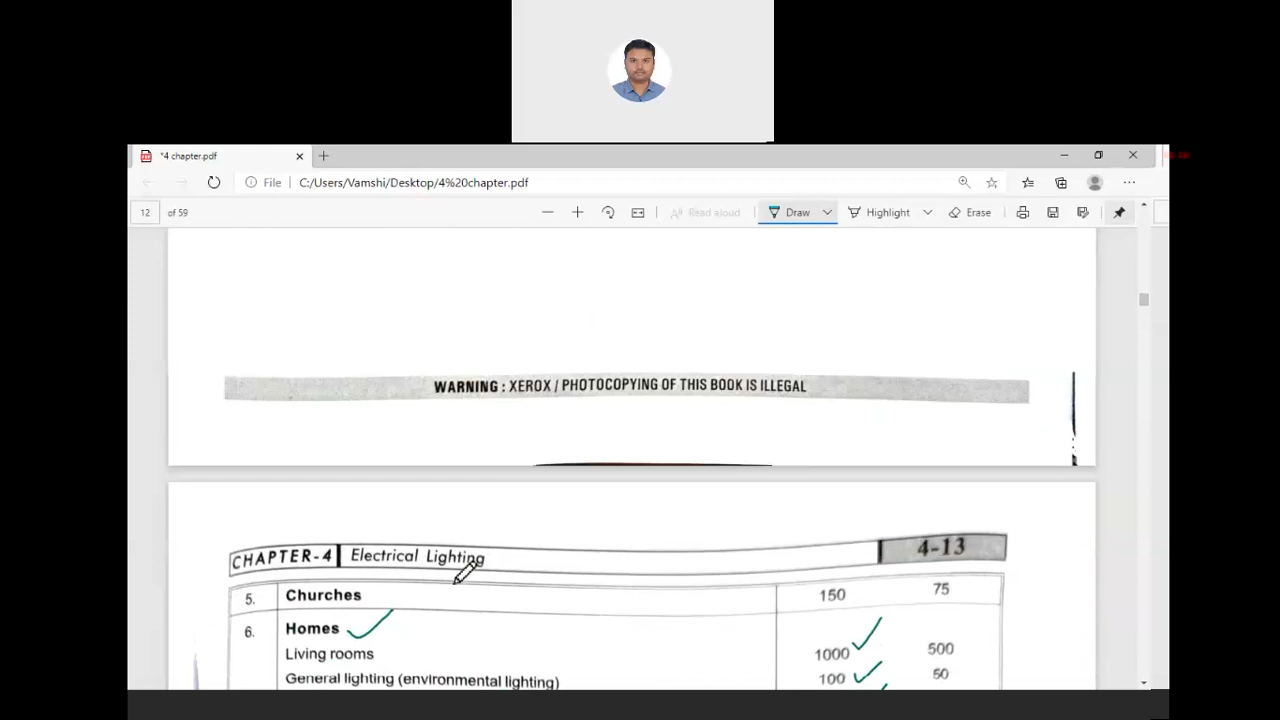 *4 chapter.pdf
File
C:/Users/Vamshi/Desktop/4%20chapter.pdf
12 of 59
Read aloud
Draw
Highlight
Erase
WARNING : XEROX / PHOTOCOPYING OF THIS BOOK IS ILLEGAL
CHAPTER-4 Electrical Lighting 4-13
5. Churches 150 75
6. Homes
Living rooms 1000 500
General lighting (environmental lighting) 100 50